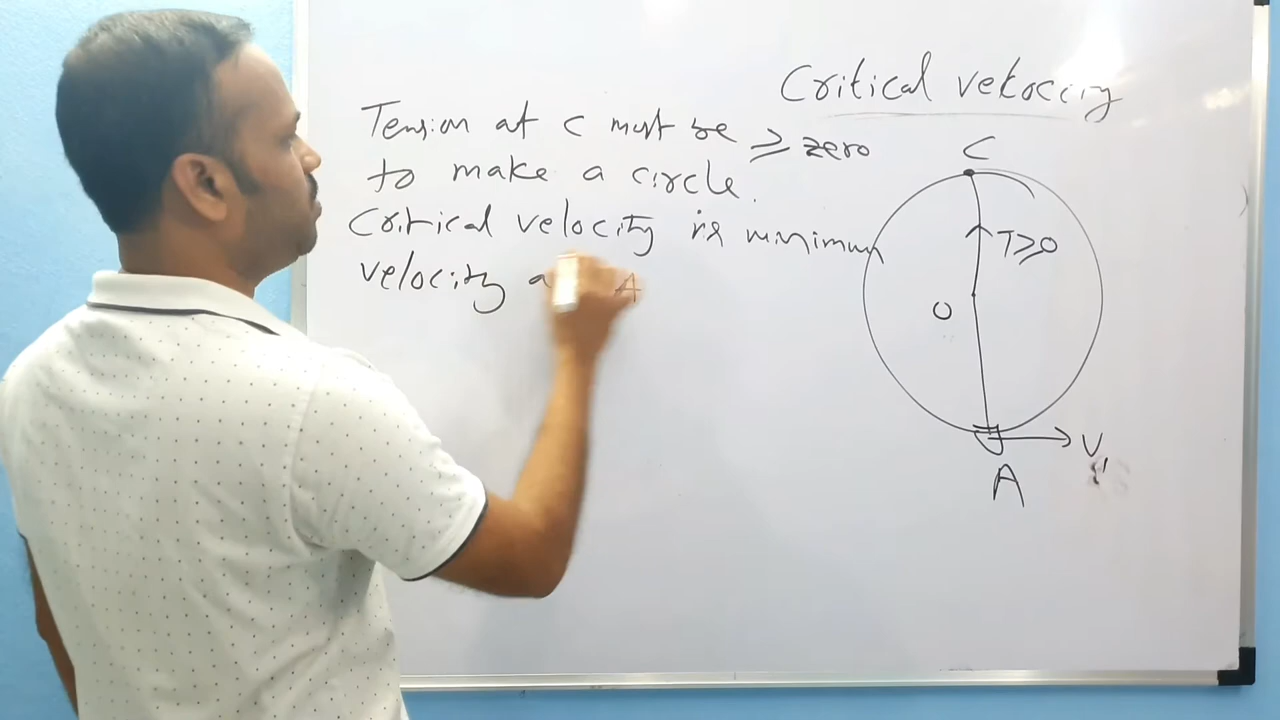 Critical velocity
Tension at C must be ≥ zero
to make a circle.
Critical velocity is minimum
velocity a A
C
T≥0
O
V
A